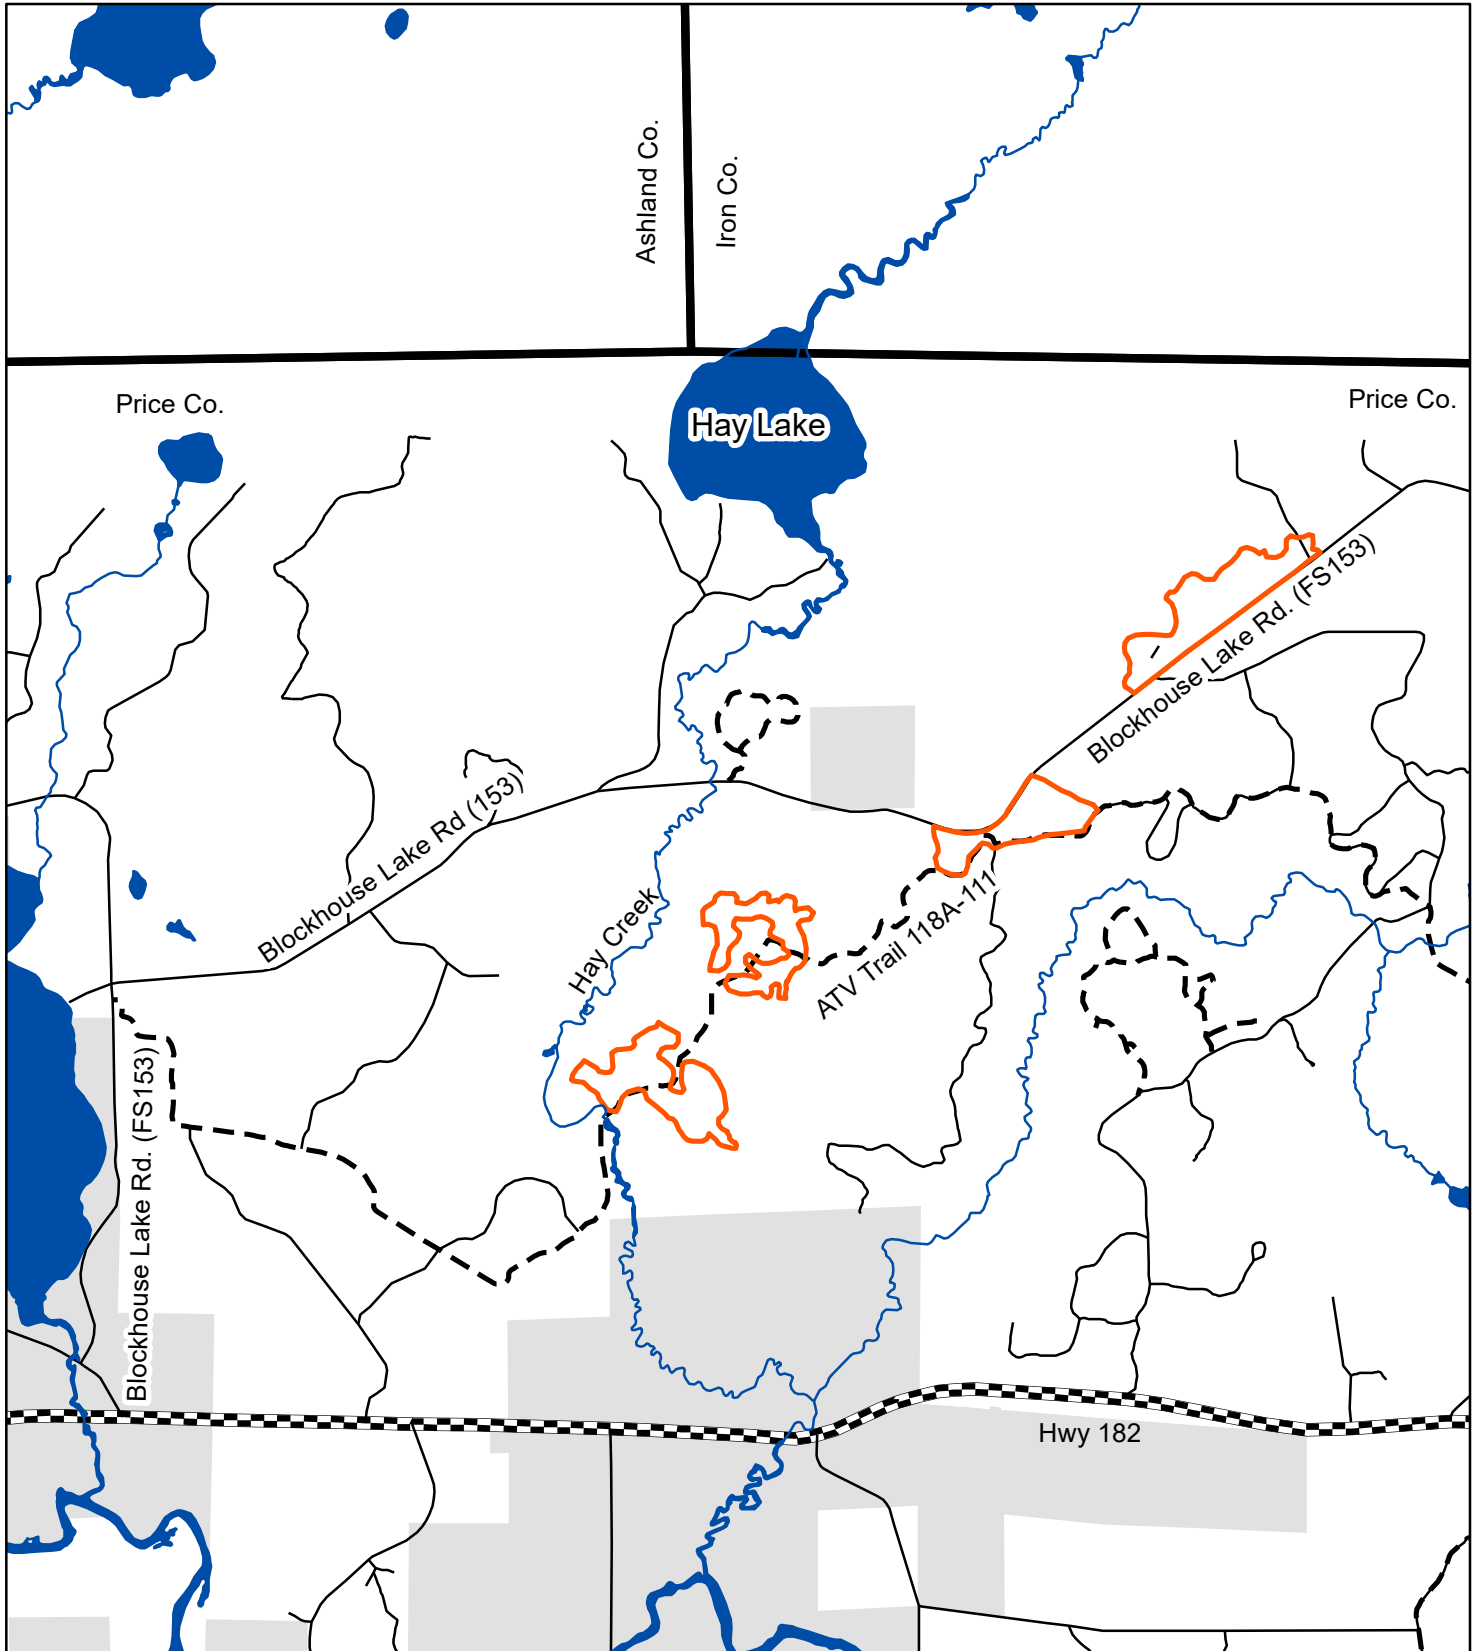 Ashland Co.
Iron Co.
Price Co.
Price Co.
Hay Lake
Blockhouse Lake Rd. (FS153)
Blockhouse Lake Rd (153)
Hay Creek
ATV Trail 118A-111
Blockhouse Lake Rd. (FS153)
Hwy 182